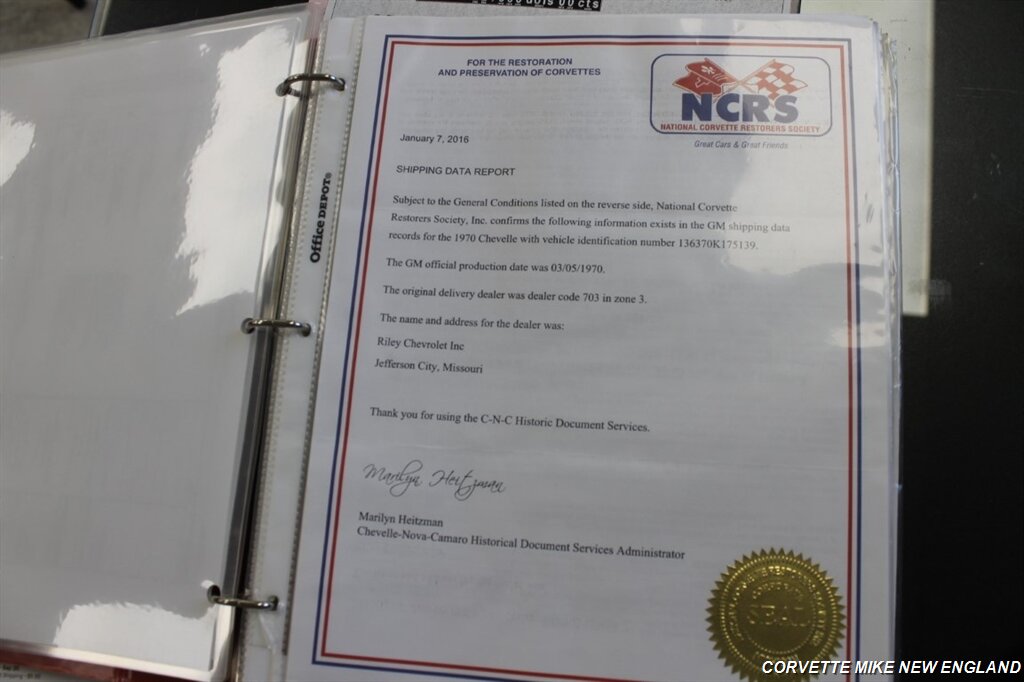 FOR THE RESTORATION
AND PRESERVATION OF CORVETTES
NCRS
NATIONAL CORVETTE RESTORERS SOCIETY
Great Cars & Great Friends
January 7, 2016
SHIPPING DATA REPORT
Subject to the General Conditions listed on the reverse side, National Corvette
Restorers Society, Inc. confirms the following information exists in the GM shipping data
records for the 1970 Chevelle with vehicle identification number 136370K175139.
The GM official production date was 03/05/1970.
The original delivery dealer was dealer code 703 in zone 3.
The name and address for the dealer was:
Riley Chevrolet Inc
Jefferson City, Missouri
Thank you for using the C-N-C Historic Document Services.
Marilyn Heitzman
Marilyn Heitzman
Chevelle-Nova-Camaro Historical Document Services Administrator
Office DEPOT®
SEAL
CORVETTE MIKE NEW ENGLAND